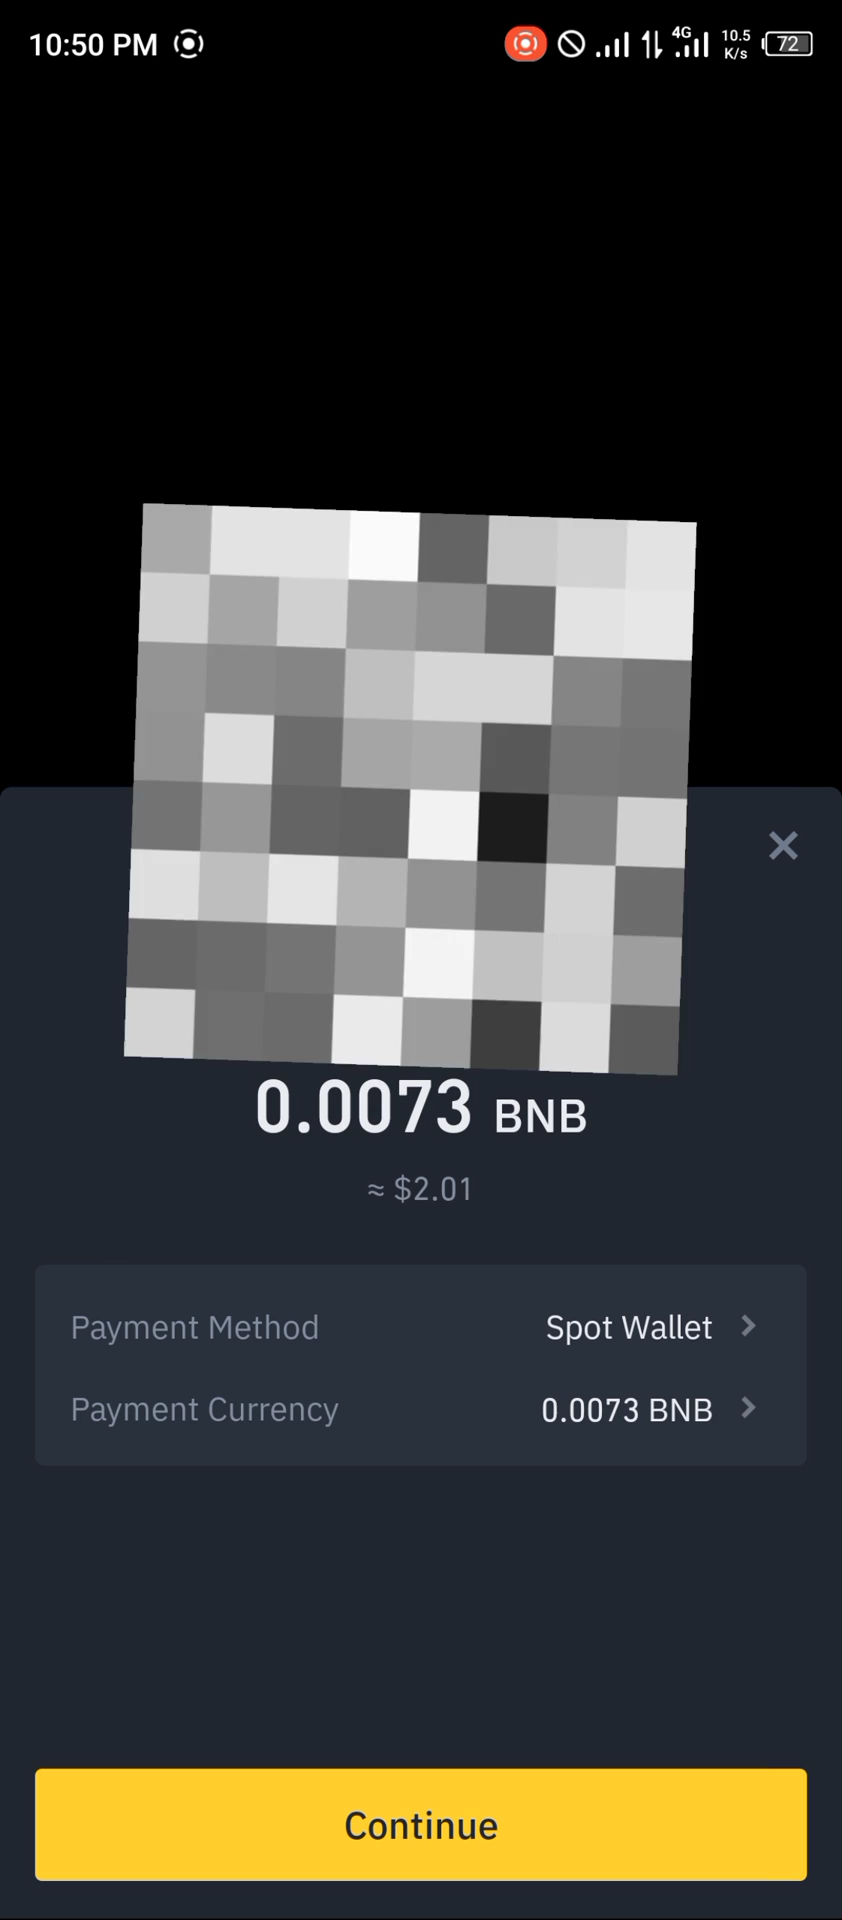 10:50 PM 4G 10.5 K/s 72
0.0073 BNB
≈ $2.01
Payment Method Spot Wallet
Payment Currency 0.0073 BNB
Continue